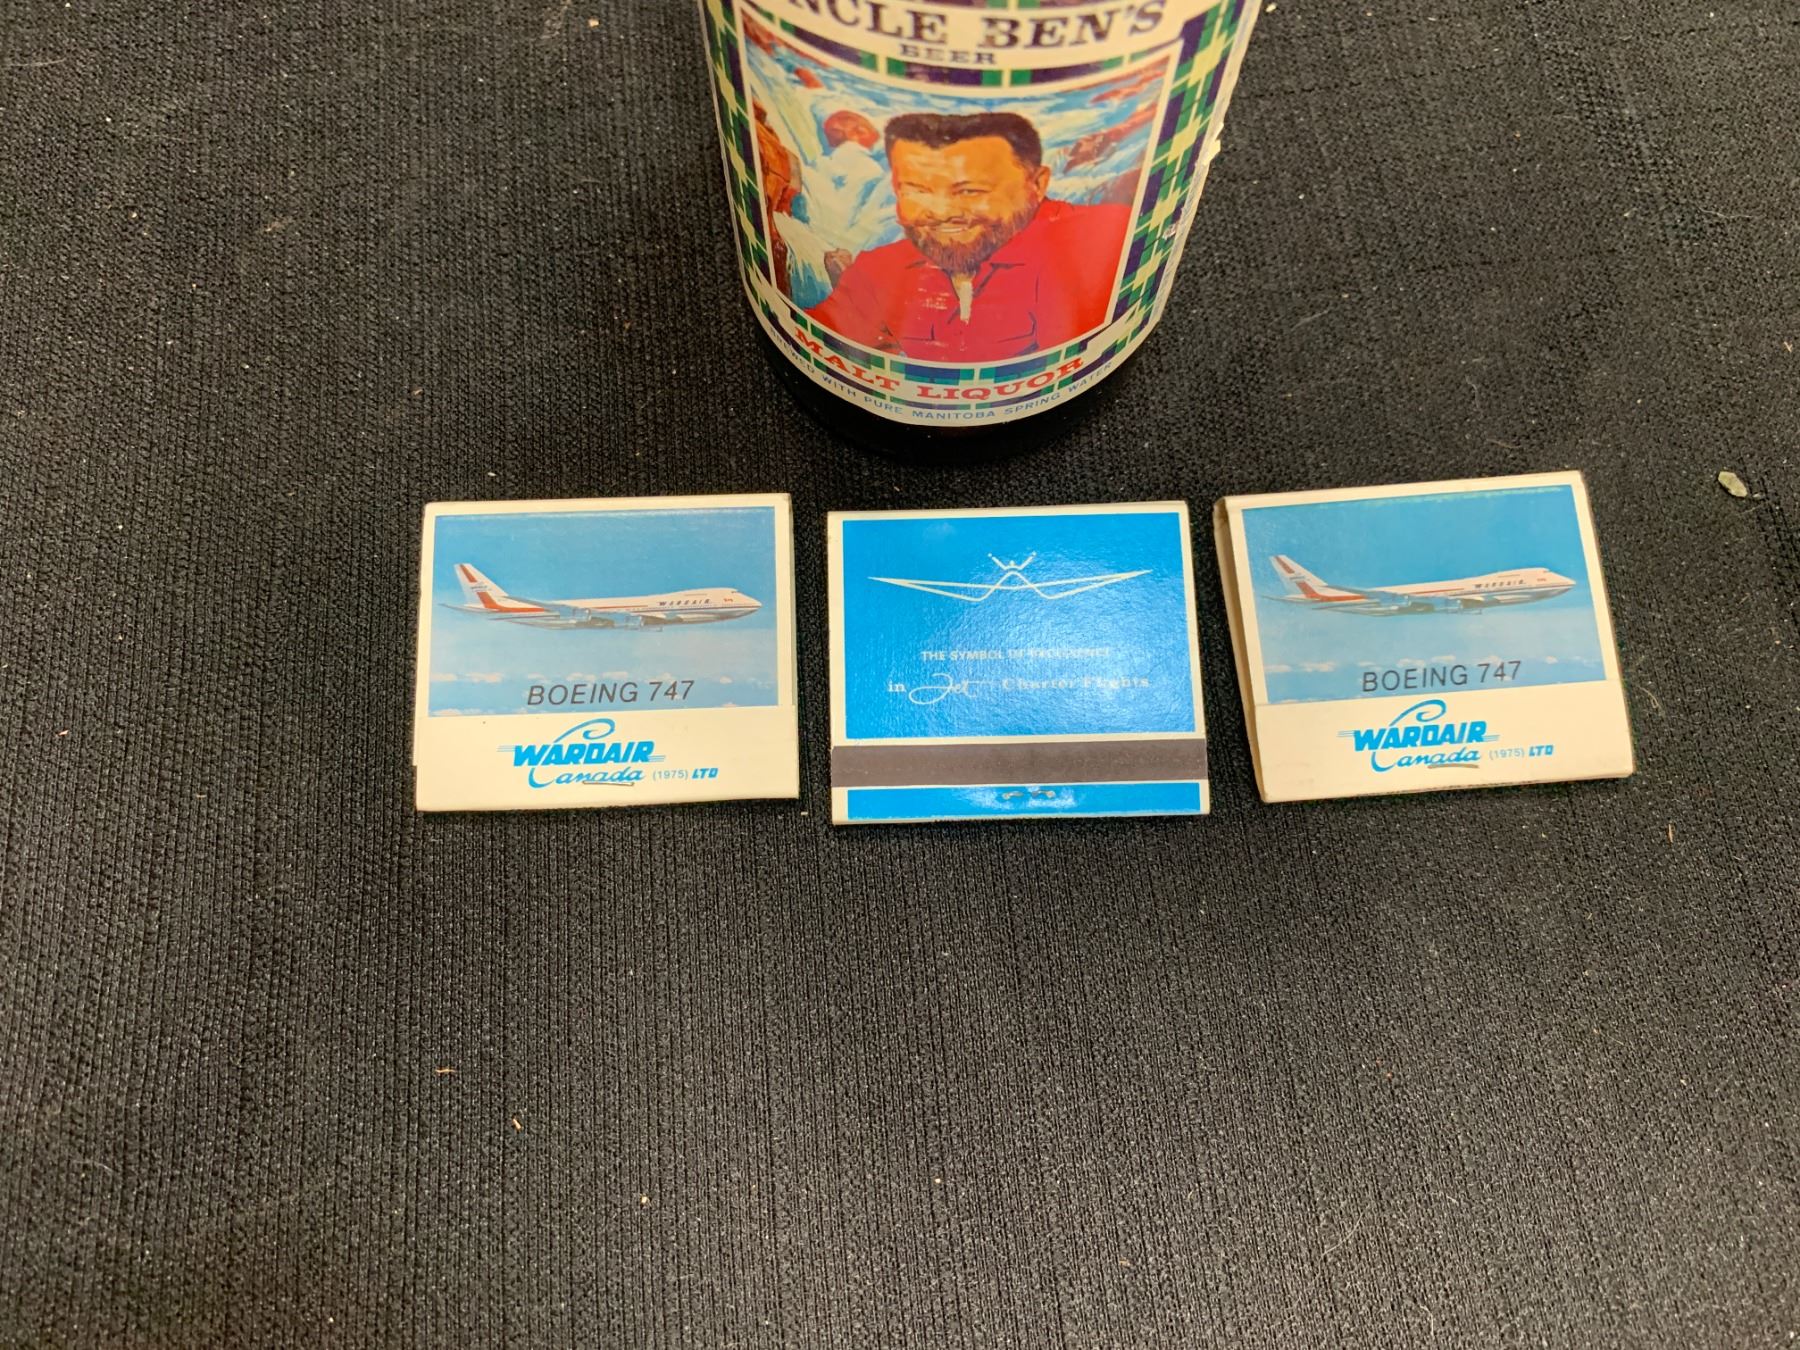 NCLE BEN'S
BEER
MALT LIQUOR
BREWED WITH PURE MANITOBA SPRING WATER
WARDAIR
BOEING 747
WARDAIR
Canada (1975) LTD
THE SYMBOL OF EXCELLENCE
in Jet Charter Flights
WARDAIR
BOEING 747
WARDAIR
Canada (1975) LTD